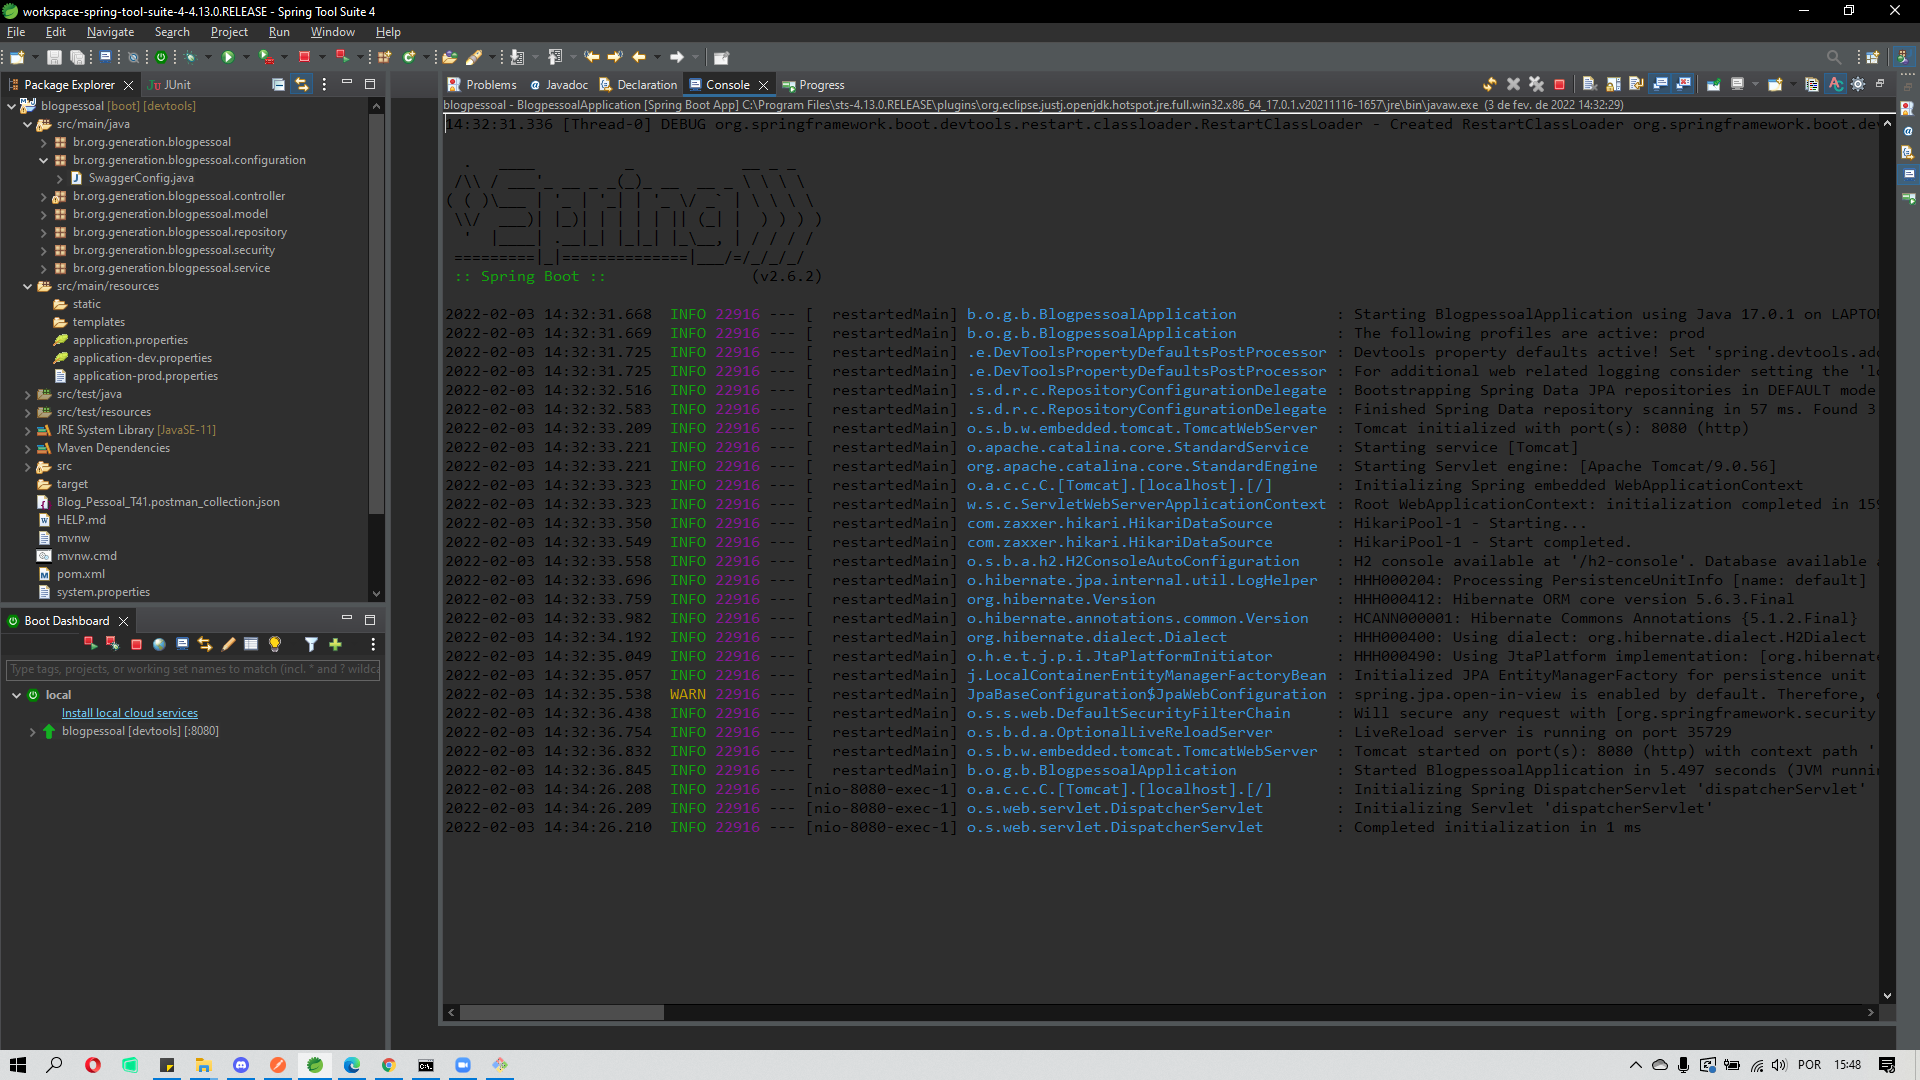 workspace-spring-tool-suite-4-4.13.0.RELEASE - Spring Tool Suite 4
File Edit Navigate Search Project Run Window Help
Package Explorer JUnit
blogpessoal [boot] [devtools]
src/main/java
br.org.generation.blogpessoal
br.org.generation.blogpessoal.configuration
SwaggerConfig.java
br.org.generation.blogpessoal.controller
br.org.generation.blogpessoal.model
br.org.generation.blogpessoal.repository
br.org.generation.blogpessoal.security
br.org.generation.blogpessoal.service
src/main/resources
static
templates
application.properties
application-dev.properties
application-prod.properties
src/test/java
src/test/resources
JRE System Library [JavaSE-11]
Maven Dependencies
src
target
Blog_Pessoal_T41.postman_collection.json
HELP.md
mvnw
mvnw.cmd
pom.xml
system.properties
Boot Dashboard
Type tags, projects, or working set names to match (incl. * and ? wildca
local
Install local cloud services
blogpessoal [devtools] [:8080]
Problems Javadoc Declaration Console Progress
blogpessoal - BlogpessoalApplication [Spring Boot App] C:\Program Files\sts-4.13.0.RELEASE\plugins\org.eclipse.justj.openjdk.hotspot.jre.full.win32.x86_64_17.0.1.v20211116-1657\jre\bin\javaw.exe (3 de fev. de 2022 14:32:29)
14:32:31.336 [Thread-0] DEBUG org.springframework.boot.devtools.restart.classloader.RestartClassLoader - Created RestartClassLoader org.springframework.boot.dev
:: Spring Boot :: (v2.6.2)
2022-02-03 14:32:31.668 INFO 22916 --- [ restartedMain] b.o.g.b.BlogpessoalApplication : Starting BlogpessoalApplication using Java 17.0.1 on LAPTO
2022-02-03 14:32:31.669 INFO 22916 --- [ restartedMain] b.o.g.b.BlogpessoalApplication : The following profiles are active: prod
2022-02-03 14:32:31.725 INFO 22916 --- [ restartedMain] .e.DevToolsPropertyDefaultsPostProcessor : Devtools property defaults active! Set 'spring.devtools.ad
2022-02-03 14:32:31.725 INFO 22916 --- [ restartedMain] .e.DevToolsPropertyDefaultsPostProcessor : For additional web related logging consider setting the 'l
2022-02-03 14:32:32.516 INFO 22916 --- [ restartedMain] .s.d.r.c.RepositoryConfigurationDelegate : Bootstrapping Spring Data JPA repositories in DEFAULT mode
2022-02-03 14:32:32.583 INFO 22916 --- [ restartedMain] .s.d.r.c.RepositoryConfigurationDelegate : Finished Spring Data repository scanning in 57 ms. Found 3
2022-02-03 14:32:33.209 INFO 22916 --- [ restartedMain] o.s.b.w.embedded.tomcat.TomcatWebServer : Tomcat initialized with port(s): 8080 (http)
2022-02-03 14:32:33.221 INFO 22916 --- [ restartedMain] o.apache.catalina.core.StandardService : Starting service [Tomcat]
2022-02-03 14:32:33.221 INFO 22916 --- [ restartedMain] org.apache.catalina.core.StandardEngine : Starting Servlet engine: [Apache Tomcat/9.0.56]
2022-02-03 14:32:33.323 INFO 22916 --- [ restartedMain] o.a.c.c.C.[Tomcat].[localhost].[/] : Initializing Spring embedded WebApplicationContext
2022-02-03 14:32:33.323 INFO 22916 --- [ restartedMain] w.s.c.ServletWebServerApplicationContext : Root WebApplicationContext: initialization completed in 159
2022-02-03 14:32:33.350 INFO 22916 --- [ restartedMain] com.zaxxer.hikari.HikariDataSource : HikariPool-1 - Starting...
2022-02-03 14:32:33.549 INFO 22916 --- [ restartedMain] com.zaxxer.hikari.HikariDataSource : HikariPool-1 - Start completed.
2022-02-03 14:32:33.558 INFO 22916 --- [ restartedMain] o.s.b.a.h2.H2ConsoleAutoConfiguration : H2 console available at '/h2-console'. Database available a
2022-02-03 14:32:33.696 INFO 22916 --- [ restartedMain] o.hibernate.jpa.internal.util.LogHelper : HHH000204: Processing PersistenceUnitInfo [name: default]
2022-02-03 14:32:33.759 INFO 22916 --- [ restartedMain] org.hibernate.Version : HHH000412: Hibernate ORM core version 5.6.3.Final
2022-02-03 14:32:33.982 INFO 22916 --- [ restartedMain] o.hibernate.annotations.common.Version : HCANN000001: Hibernate Commons Annotations {5.1.2.Final}
2022-02-03 14:32:34.192 INFO 22916 --- [ restartedMain] org.hibernate.dialect.Dialect : HHH000400: Using dialect: org.hibernate.dialect.H2Dialect
2022-02-03 14:32:35.049 INFO 22916 --- [ restartedMain] o.h.e.t.j.p.i.JtaPlatformInitiator : HHH000490: Using JtaPlatform implementation: [org.hibernat
2022-02-03 14:32:35.057 INFO 22916 --- [ restartedMain] j.LocalContainerEntityManagerFactoryBean : Initialized JPA EntityManagerFactory for persistence unit
2022-02-03 14:32:35.538 WARN 22916 --- [ restartedMain] JpaBaseConfiguration$JpaWebConfiguration : spring.jpa.open-in-view is enabled by default. Therefore,
2022-02-03 14:32:36.438 INFO 22916 --- [ restartedMain] o.s.s.web.DefaultSecurityFilterChain : Will secure any request with [org.springframework.security
2022-02-03 14:32:36.754 INFO 22916 --- [ restartedMain] o.s.b.d.a.OptionalLiveReloadServer : LiveReload server is running on port 35729
2022-02-03 14:32:36.832 INFO 22916 --- [ restartedMain] o.s.b.w.embedded.tomcat.TomcatWebServer : Tomcat started on port(s): 8080 (http) with context path '
2022-02-03 14:32:36.845 INFO 22916 --- [ restartedMain] b.o.g.b.BlogpessoalApplication : Started BlogpessoalApplication in 5.497 seconds (JVM runni
2022-02-03 14:34:26.208 INFO 22916 --- [nio-8080-exec-1] o.a.c.c.C.[Tomcat].[localhost].[/] : Initializing Spring DispatcherServlet 'dispatcherServlet'
2022-02-03 14:34:26.209 INFO 22916 --- [nio-8080-exec-1] o.s.web.servlet.DispatcherServlet : Initializing Servlet 'dispatcherServlet'
2022-02-03 14:34:26.210 INFO 22916 --- [nio-8080-exec-1] o.s.web.servlet.DispatcherServlet : Completed initialization in 1 ms
POR 15:48